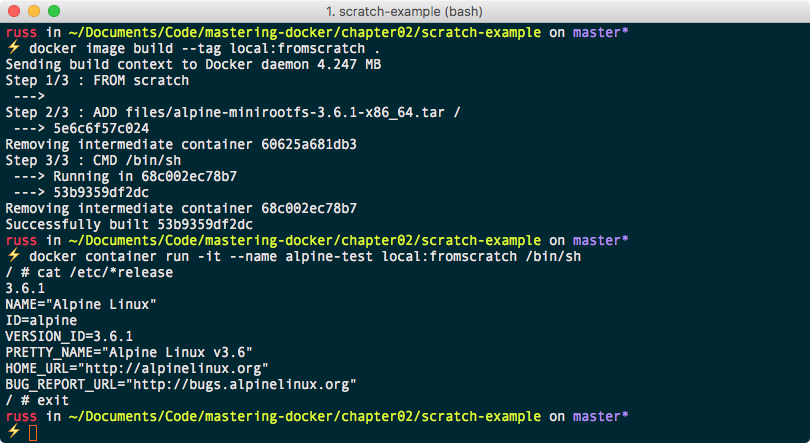 1. scratch-example (bash)
russ in ~/Documents/Code/mastering-docker/chapter02/scratch-example on master*
⚡ docker image build --tag local:fromscratch .
Sending build context to Docker daemon 4.247 MB
Step 1/3 : FROM scratch
--->
Step 2/3 : ADD files/alpine-minirootfs-3.6.1-x86_64.tar /
---> 5e6c6f57c024
Removing intermediate container 60625a681db3
Step 3/3 : CMD /bin/sh
---> Running in 68c002ec78b7
---> 53b9359df2dc
Removing intermediate container 68c002ec78b7
Successfully built 53b9359df2dc
russ in ~/Documents/Code/mastering-docker/chapter02/scratch-example on master*
⚡ docker container run -it --name alpine-test local:fromscratch /bin/sh
/ # cat /etc/*release
3.6.1
NAME="Alpine Linux"
ID=alpine
VERSION_ID=3.6.1
PRETTY_NAME="Alpine Linux v3.6"
HOME_URL="http://alpinelinux.org"
BUG_REPORT_URL="http://bugs.alpinelinux.org"
/ # exit
russ in ~/Documents/Code/mastering-docker/chapter02/scratch-example on master*
⚡